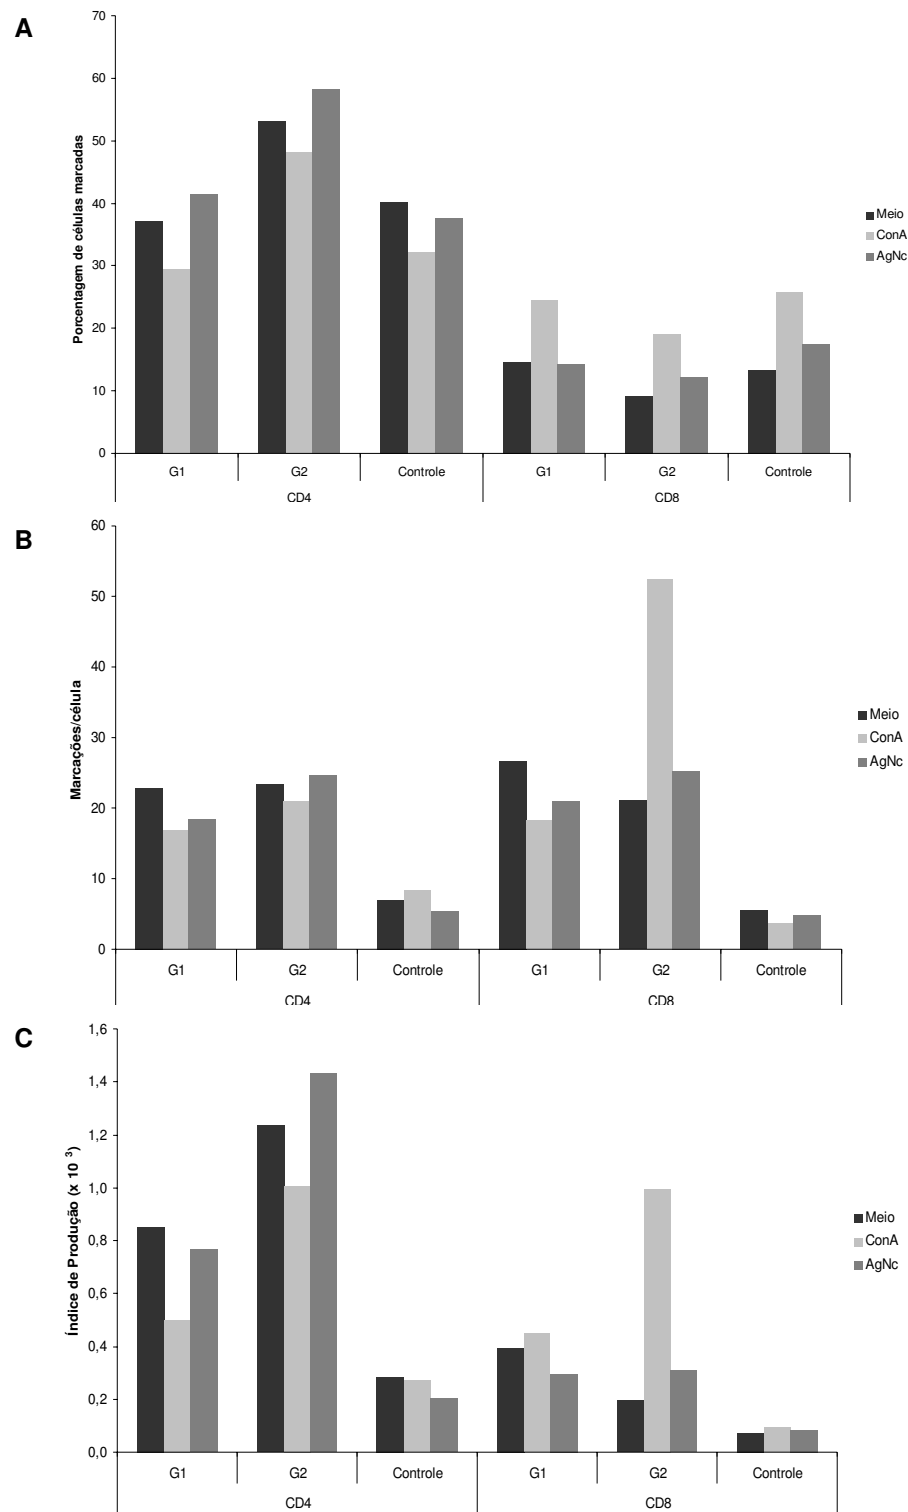 A
Porcentagem de células marcadas
70
60
50
40
30
20
10
0
G1 G2 Controle G1 G2 Controle
CD4 CD8
Meio
ConA
AgNc
B
Marcações/célula
60
50
40
30
20
10
0
G1 G2 Controle G1 G2 Controle
CD4 CD8
Meio
ConA
AgNc
C
Índice de Produção (x 10 ³)
1,6
1,4
1,2
1,0
0,8
0,6
0,4
0,2
0,0
G1 G2 Controle G1 G2 Controle
CD4 CD8
Meio
ConA
AgNc